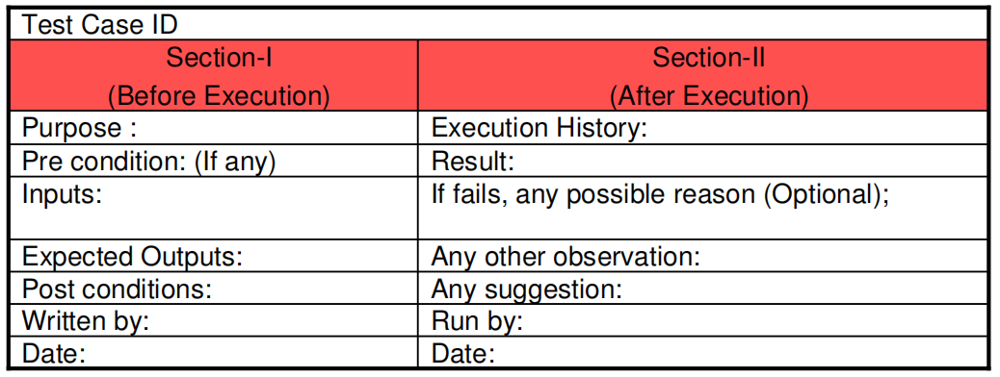 Test Case ID
Section-I
(Before Execution)
Section-II
(After Execution)
Purpose :
Execution History:
Pre condition: (If any)
Result:
Inputs:
If fails, any possible reason (Optional);
Expected Outputs:
Any other observation:
Post conditions:
Any suggestion:
Written by:
Run by:
Date:
Date: